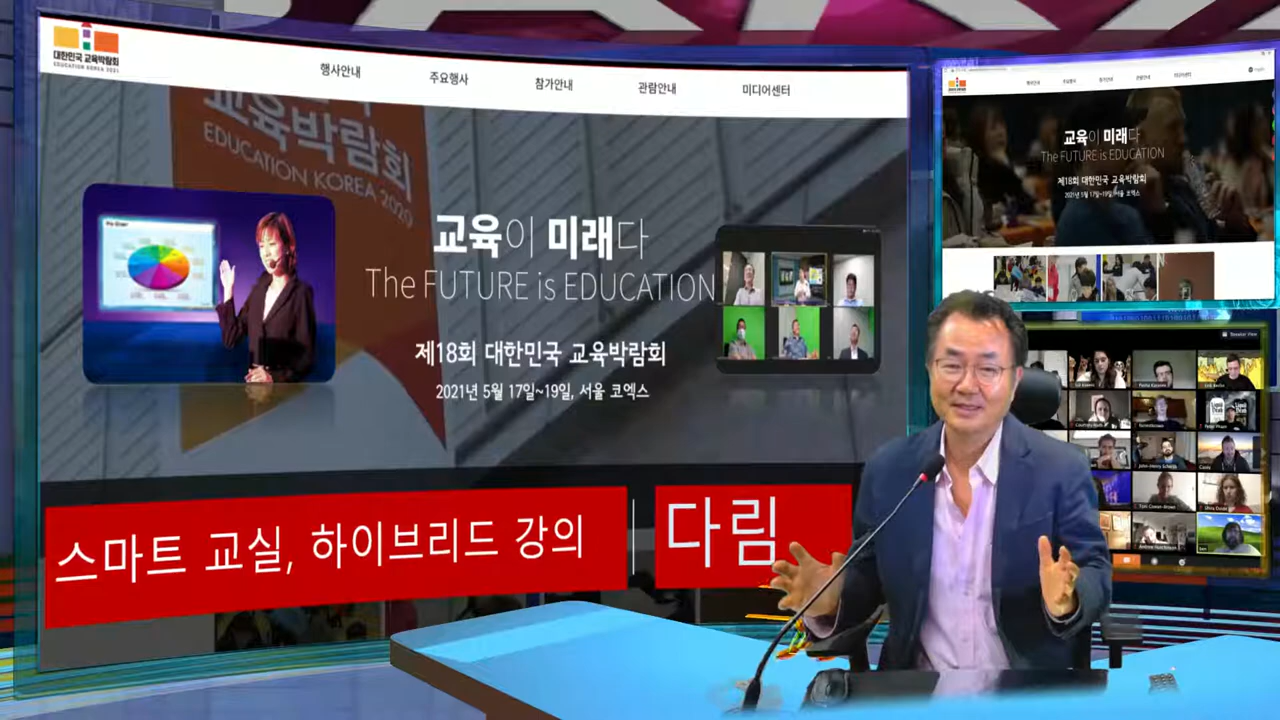 대한민국 교육박람회
EDUCATION KOREA 2021
행사안내
주요행사
참가안내
관람안내
미디어센터
교육박람회
EDUCATION KOREA 2020
교육이 미래다
The FUTURE is EDUCATION
제18회 대한민국 교육박람회
2021년 5월 17일~19일, 서울 코엑스
스마트 교실, 하이브리드 강의
다림
교육이 미래다
The FUTURE is EDUCATION
제18회 대한민국 교육박람회
2021년 5월 17일~19일, 서울 코엑스
Speaker View